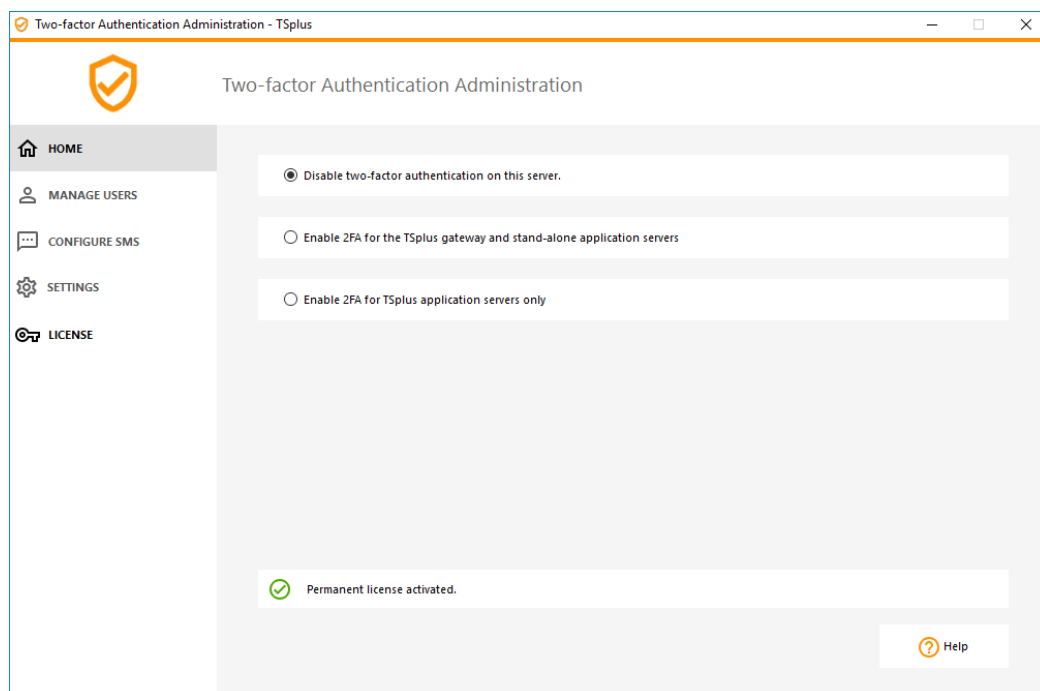 Two-factor Authentication Administration - TSplus
Two-factor Authentication Administration
HOME
MANAGE USERS
CONFIGURE SMS
SETTINGS
LICENSE
Disable two-factor authentication on this server.
Enable 2FA for the TSplus gateway and stand-alone application servers
Enable 2FA for TSplus application servers only
Permanent license activated.
Help